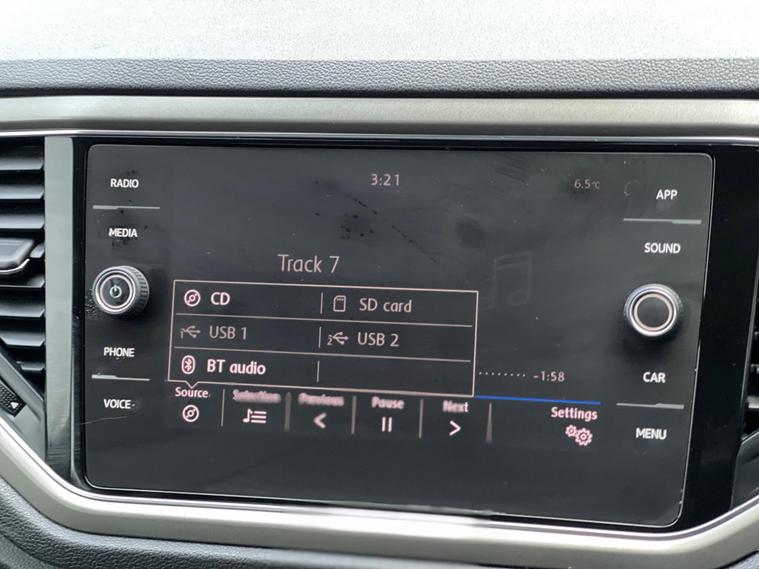 RADIO
MEDIA
PHONE
VOICE
3:21
6.5°C
Track 7
CD
SD card
USB 1
USB 2
BT audio
-1:58
Source
Selection
Previous
Pause
Next
Settings
APP
SOUND
CAR
MENU